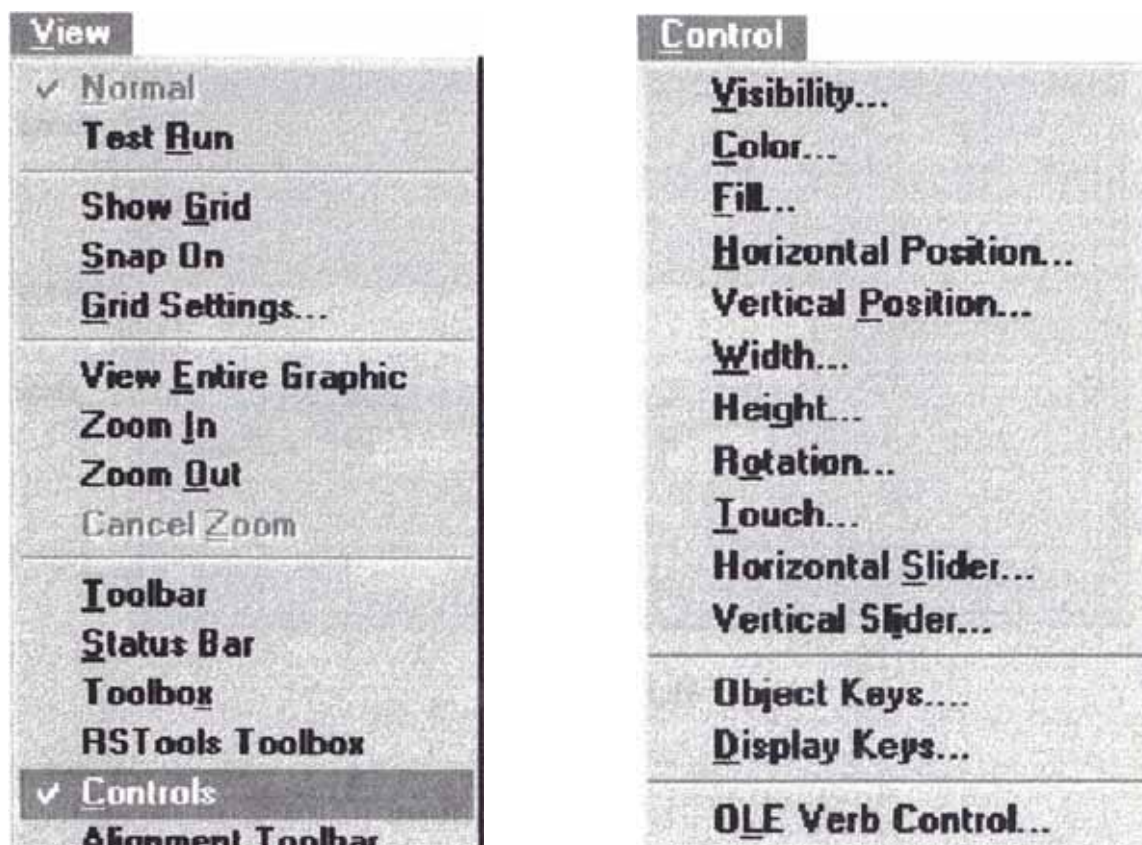 View
Normal
Test Run
Show Grid
Snap On
Grid Settings...
View Entire Graphic
Zoom In
Zoom Out
Cancel Zoom
Toolbar
Status Bar
Toolbox
RSTools Toolbox
Controls
Alignment Toolbar
Control
Visibility...
Color...
Fill...
Horizontal Position...
Vertical Position...
Width...
Height...
Rotation...
Touch...
Horizontal Slider...
Vertical Slider...
Object Keys....
Display Keys...
OLE Verb Control...